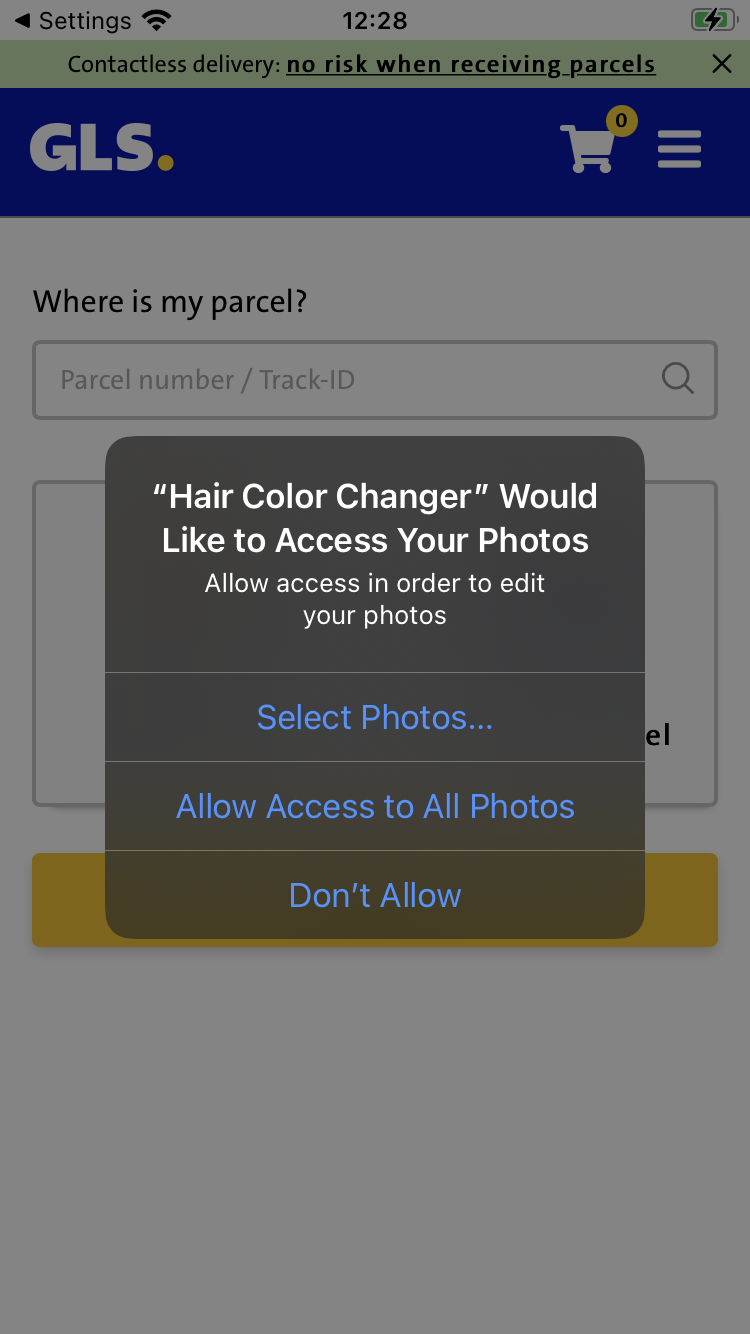 ◀ Settings 12:28
Contactless delivery: no risk when receiving parcels
GLS.
0
Where is my parcel?
Parcel number / Track-ID
“Hair Color Changer” Would
Like to Access Your Photos
Allow access in order to edit
your photos
Select Photos...
el
Allow Access to All Photos
Don’t Allow